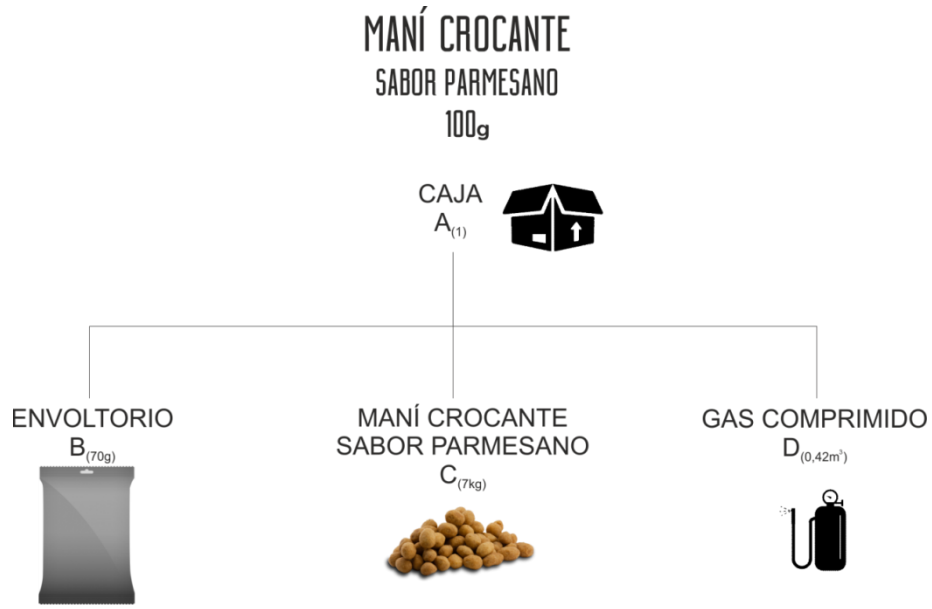 MANÍ CROCANTE
SABOR PARMESANO
100g
CAJA
A(1)
ENVOLTORIO
B(70g)
MANÍ CROCANTE
SABOR PARMESANO
C(7kg)
GAS COMPRIMIDO
D(0,42m³)